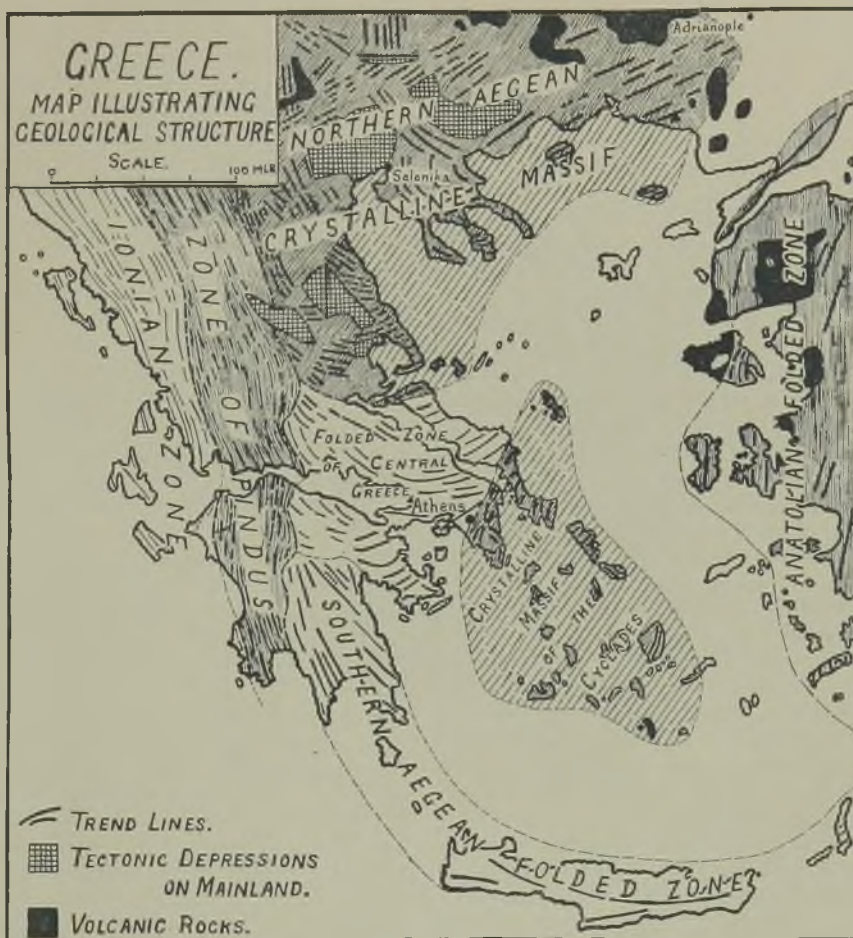 GREECE.
MAP ILLUSTRATING
GEOLOGICAL STRUCTURE
SCALE.
0 100 MLS
Adrianople
NORTHERN AEGEAN
CRYSTALLINE MASSIF
Salonika
IONIAN ZONE
ZONE OF PINDUS
FOLDED ZONE
OF CENTRAL
GREECE
Athens
CRYSTALLINE
MASSIF
OF THE
CYCLADES
ANATOLIAN FOLDED ZONE
SOUTHERN AEGEAN FOLDED ZONE
TREND LINES.
TECTONIC DEPRESSIONS
ON MAINLAND.
VOLCANIC ROCKS.